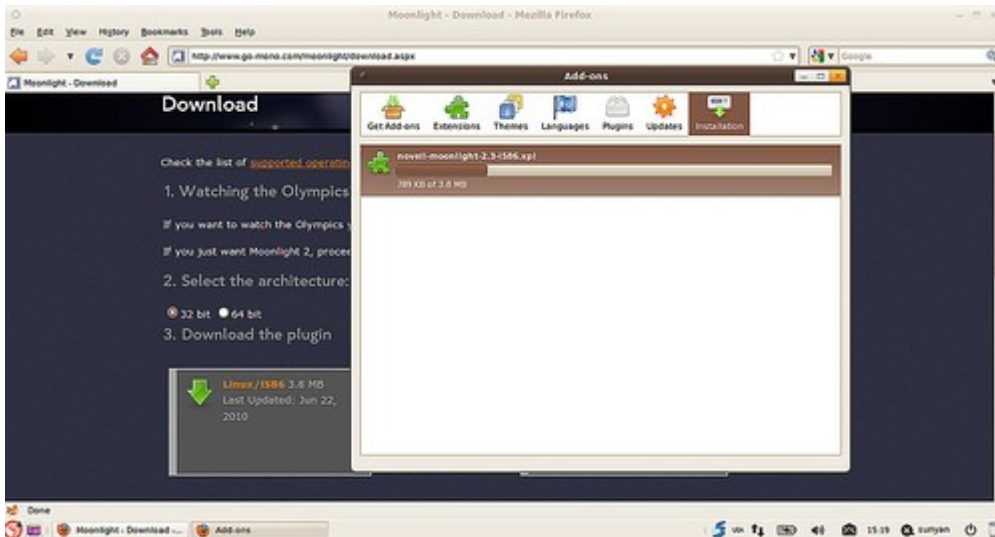 Moonlight - Download - Mozilla Firefox
File Edit View History Bookmarks Tools Help
http://www.go-mono.com/moonlight/download.aspx
Google
Moonlight - Download
Add-ons
Download
Get Add-ons Extensions Themes Languages Plugins Updates Installation
novell-moonlight-2.3-i586.xpi
789 KB of 3.8 MB
Check the list of supported operatin
1. Watching the Olympics
If you want to watch the Olympics y
If you just want Moonlight 2, procee
2. Select the architecture:
32 bit 64 bit
3. Download the plugin
Linux/i586 3.8 MB
Last Updated: Jun 22,
2010
Done
Moonlight - Download -... Add-ons
USA 15:19 sunyan